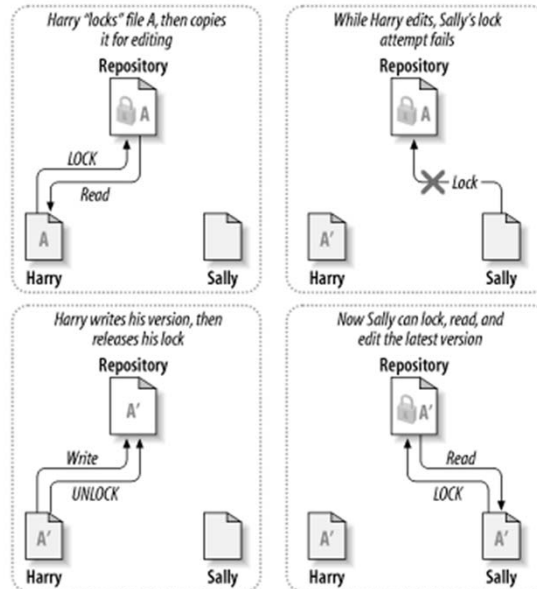 Harry "locks" file A, then copies
it for editing
Repository
A
LOCK
Read
A
Harry
Sally
While Harry edits, Sally's lock
attempt fails
Repository
A
Lock
A'
Harry
Sally
Harry writes his version, then
releases his lock
Repository
A'
Write
UNLOCK
A'
Harry
Sally
Now Sally can lock, read, and
edit the latest version
Repository
A'
Read
LOCK
A'
A'
Harry
Sally